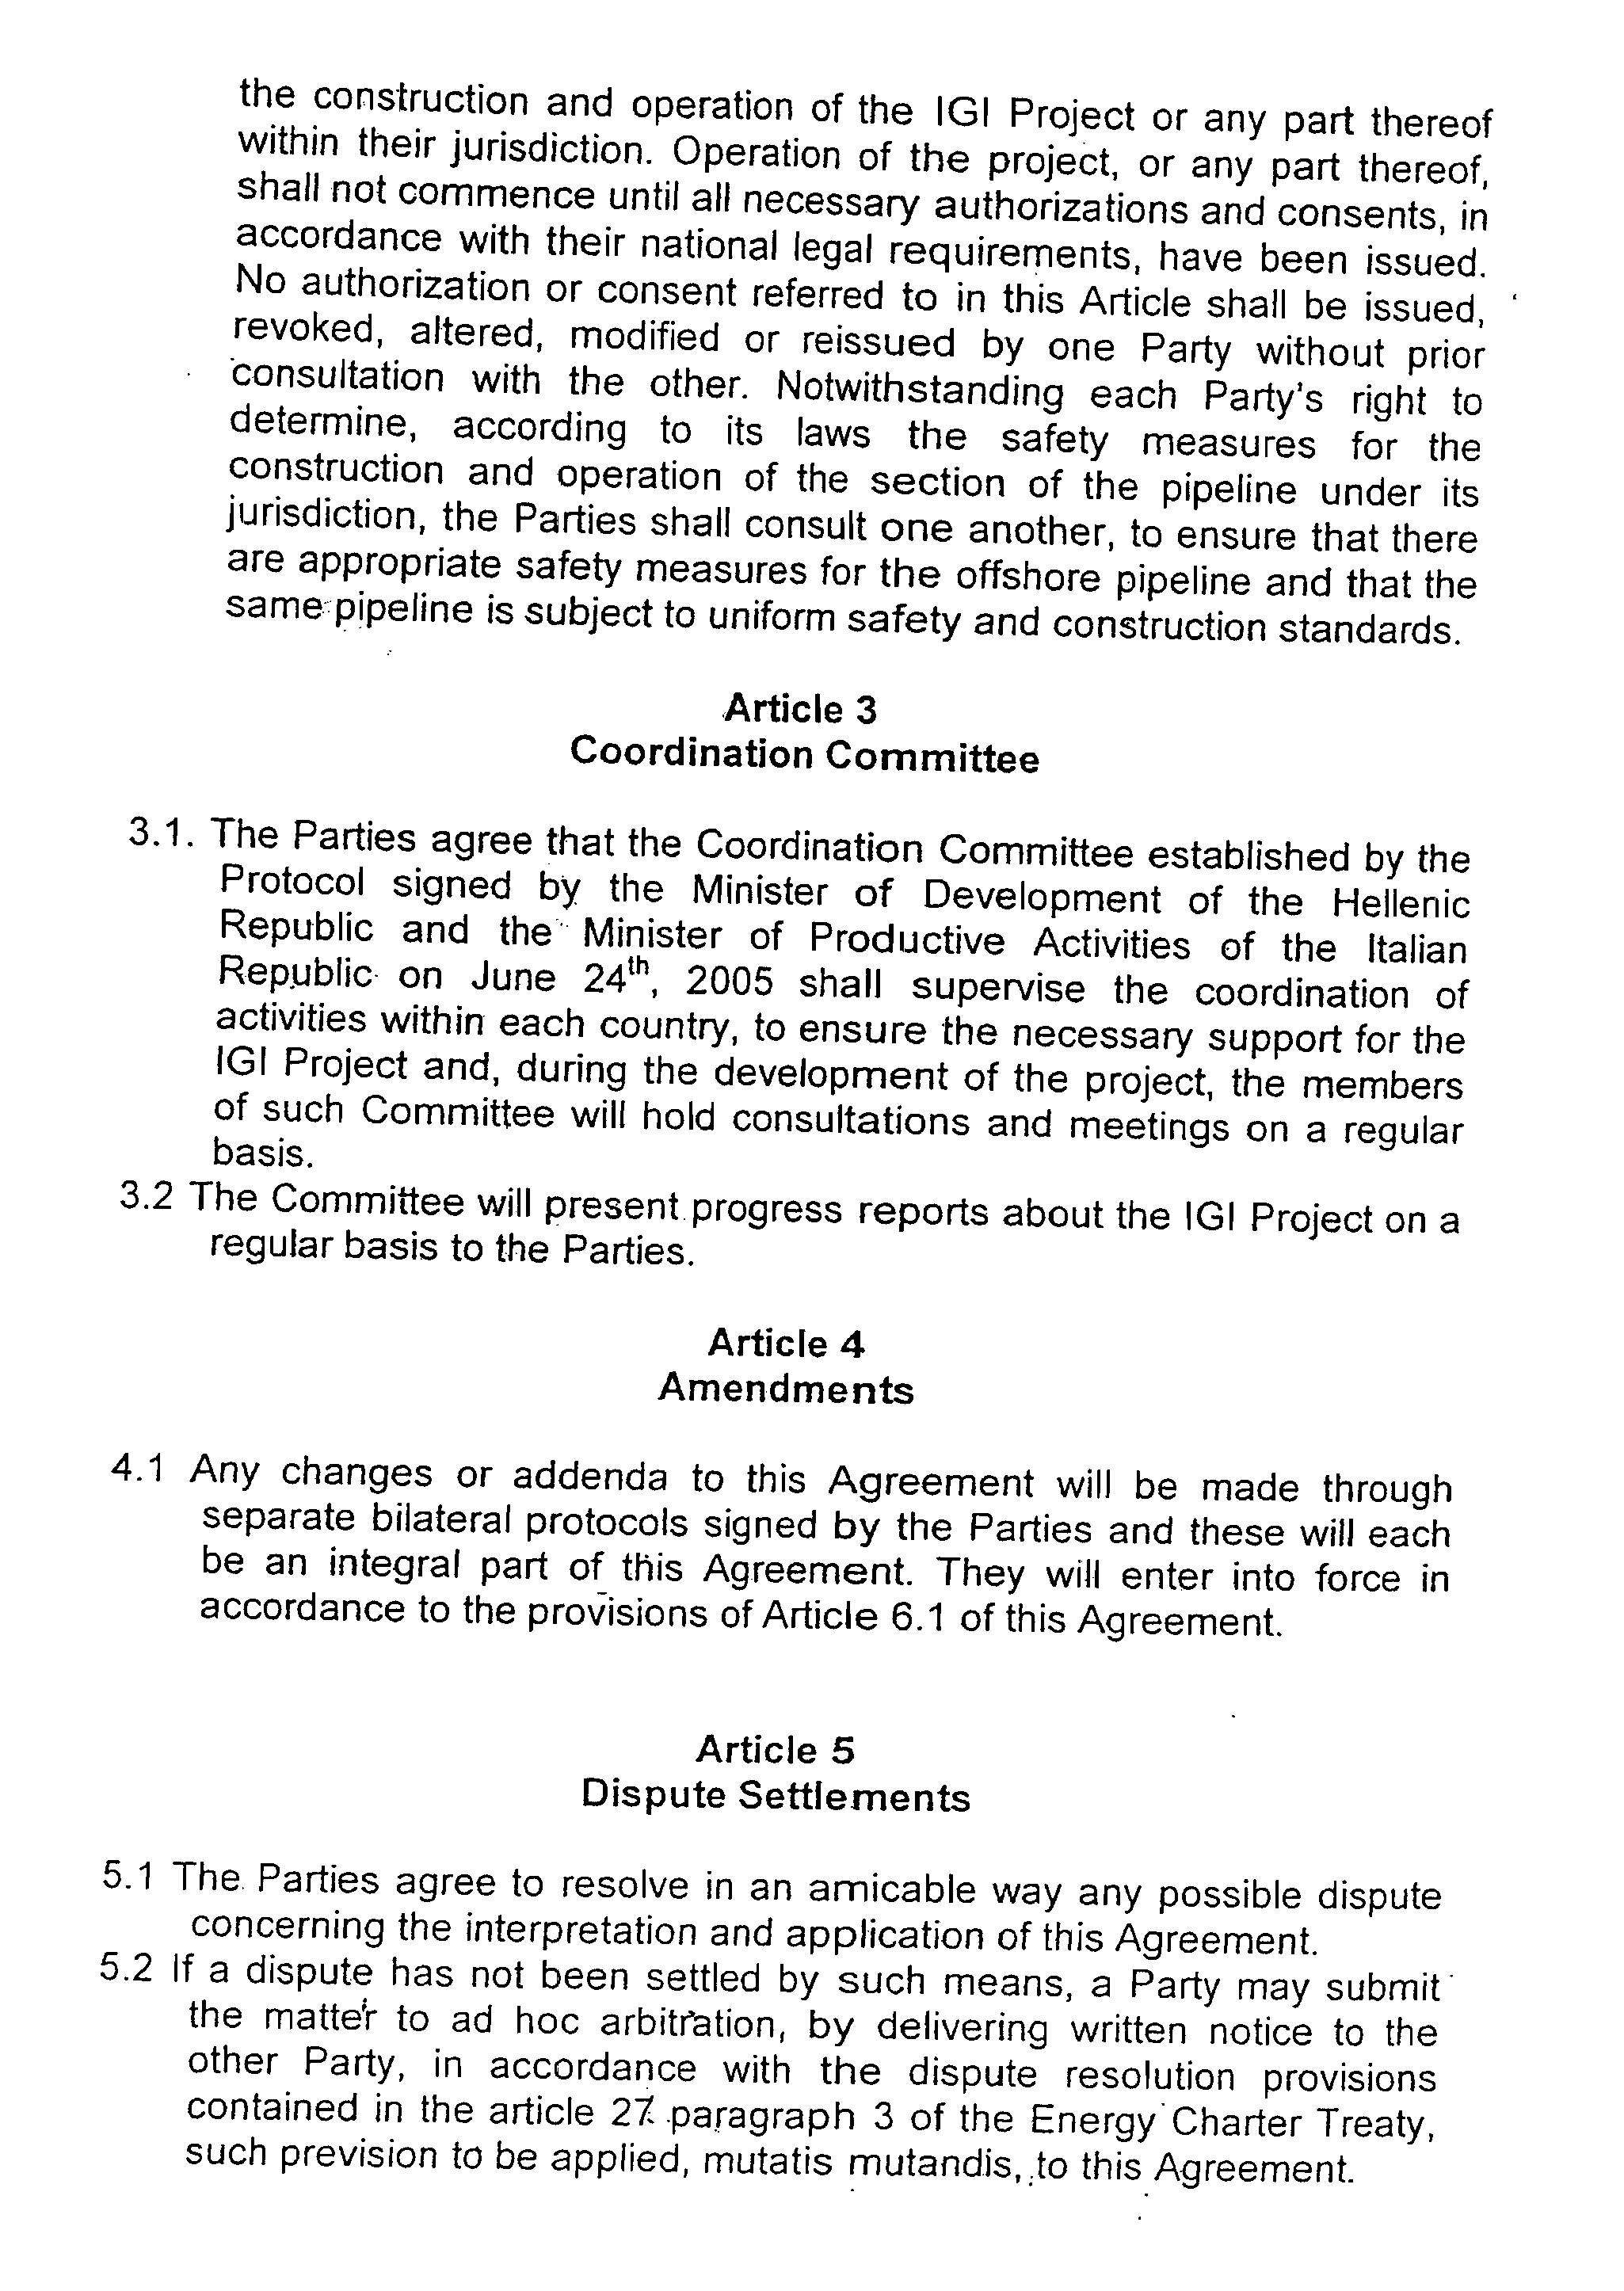 the construction and operation of the IGI Project or any part thereof
within their jurisdiction. Operation of the project, or any part thereof,
shall not commence until all necessary authorizations and consents, in
accordance with their national legal requirements, have been issued.
No authorization or consent referred to in this Article shall be issued,
revoked, altered, modified or reissued by one Party without prior
consultation with the other. Notwithstanding each Party's right to
determine, according to its laws the safety measures for the
construction and operation of the section of the pipeline under its
jurisdiction, the Parties shall consult one another, to ensure that there
are appropriate safety measures for the offshore pipeline and that the
same pipeline is subject to uniform safety and construction standards.
Article 3
Coordination Committee
3.1. The Parties agree that the Coordination Committee established by the
Protocol signed by the Minister of Development of the Hellenic
Republic and the Minister of Productive Activities of the Italian
Republic on June 24th, 2005 shall supervise the coordination of
activities within each country, to ensure the necessary support for the
IGI Project and, during the development of the project, the members
of such Committee will hold consultations and meetings on a regular
basis.
3.2 The Committee will present progress reports about the IGI Project on a
regular basis to the Parties.
Article 4
Amendments
4.1 Any changes or addenda to this Agreement will be made through
separate bilateral protocols signed by the Parties and these will each
be an integral part of this Agreement. They will enter into force in
accordance to the provisions of Article 6.1 of this Agreement.
Article 5
Dispute Settlements
5.1 The Parties agree to resolve in an amicable way any possible dispute
concerning the interpretation and application of this Agreement.
5.2 If a dispute has not been settled by such means, a Party may submit
the matter to ad hoc arbitration, by delivering written notice to the
other Party, in accordance with the dispute resolution provisions
contained in the article 27 paragraph 3 of the Energy Charter Treaty,
such prevision to be applied, mutatis mutandis, to this Agreement.